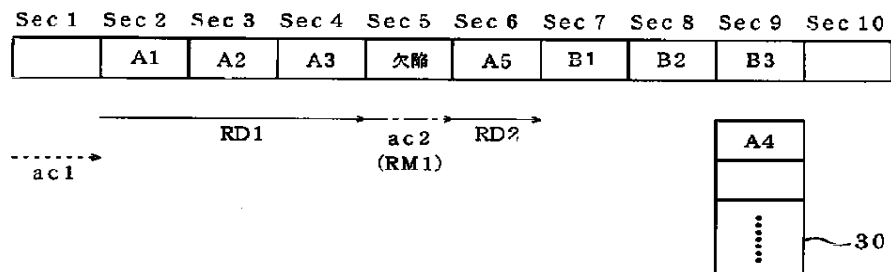 Sec 1 Sec 2 Sec 3 Sec 4 Sec 5 Sec 6 Sec 7 Sec 8 Sec 9 Sec 10
A1 A2 A3 欠陥 A5 B1 B2 B3
RD1 ac2 RD2 A4
ac1 (RM1)
30